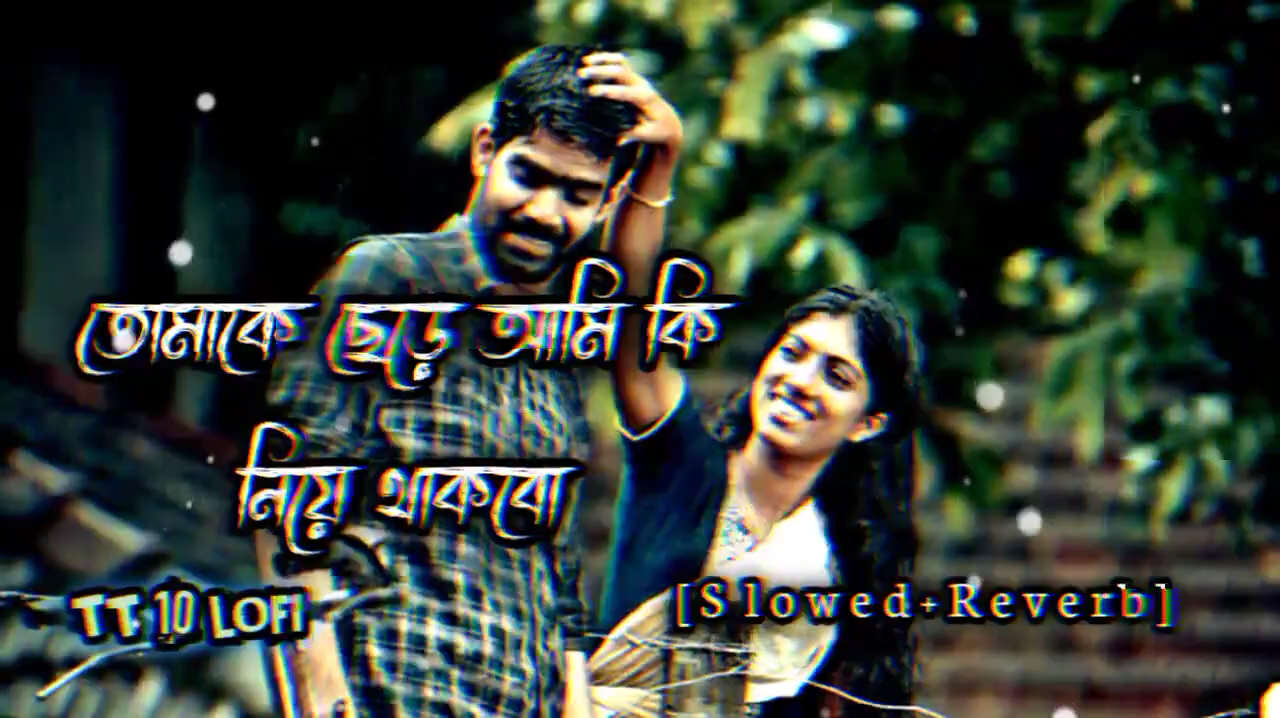 তোমাকে ছেড়ে আমি কি
নিয়ে থাকবো
TT 10 LOFI
[Slowed+Reverb]